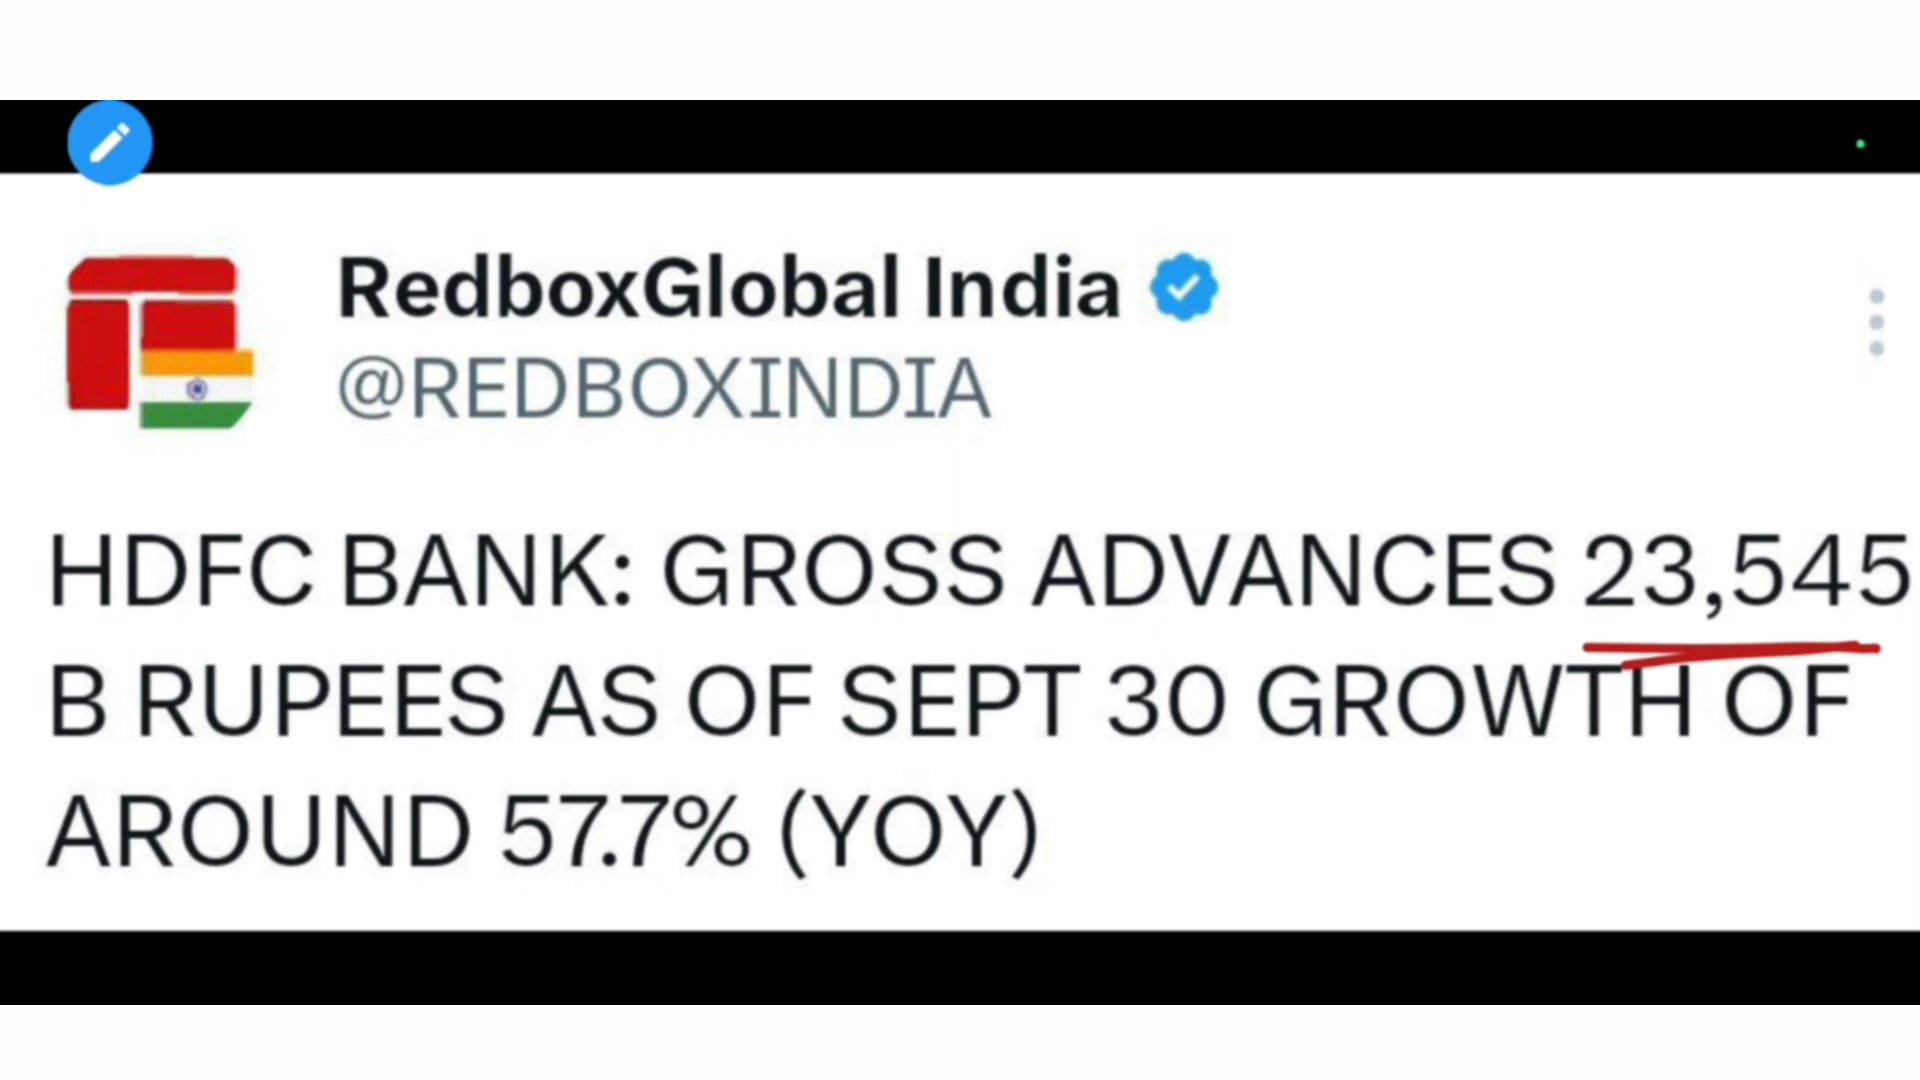 RedboxGlobal India
@REDBOXINDIA
HDFC BANK: GROSS ADVANCES 23,545
B RUPEES AS OF SEPT 30 GROWTH OF
AROUND 57.7% (YOY)